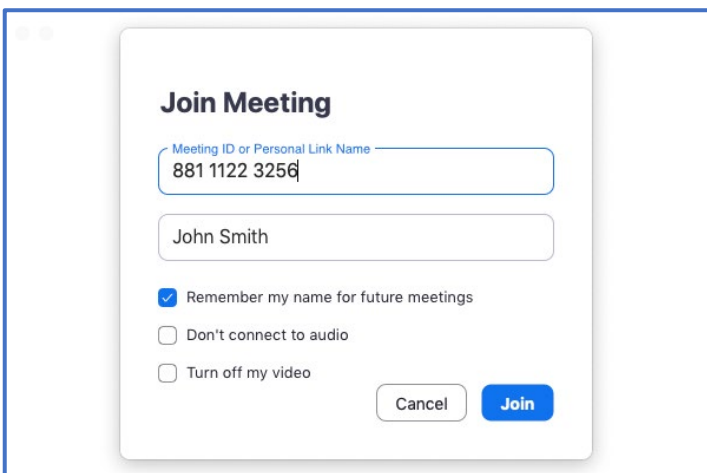 Join Meeting
Meeting ID or Personal Link Name
881 1122 3256
John Smith
Remember my name for future meetings
Don't connect to audio
Turn off my video
Cancel Join